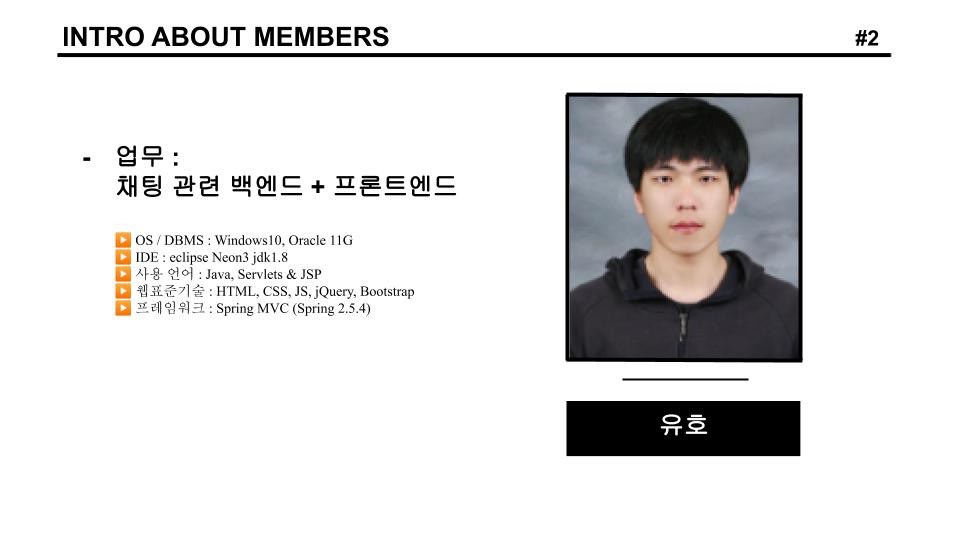 INTRO ABOUT MEMBERS
#2
- 업무 :
채팅 관련 백엔드 + 프론트엔드
▶ OS / DBMS : Windows10, Oracle 11G
▶ IDE : eclipse Neon3 jdk1.8
▶ 사용 언어 : Java, Servlets & JSP
▶ 웹표준기술 : HTML, CSS, JS, jQuery, Bootstrap
▶ 프레임워크 : Spring MVC (Spring 2.5.4)
유호